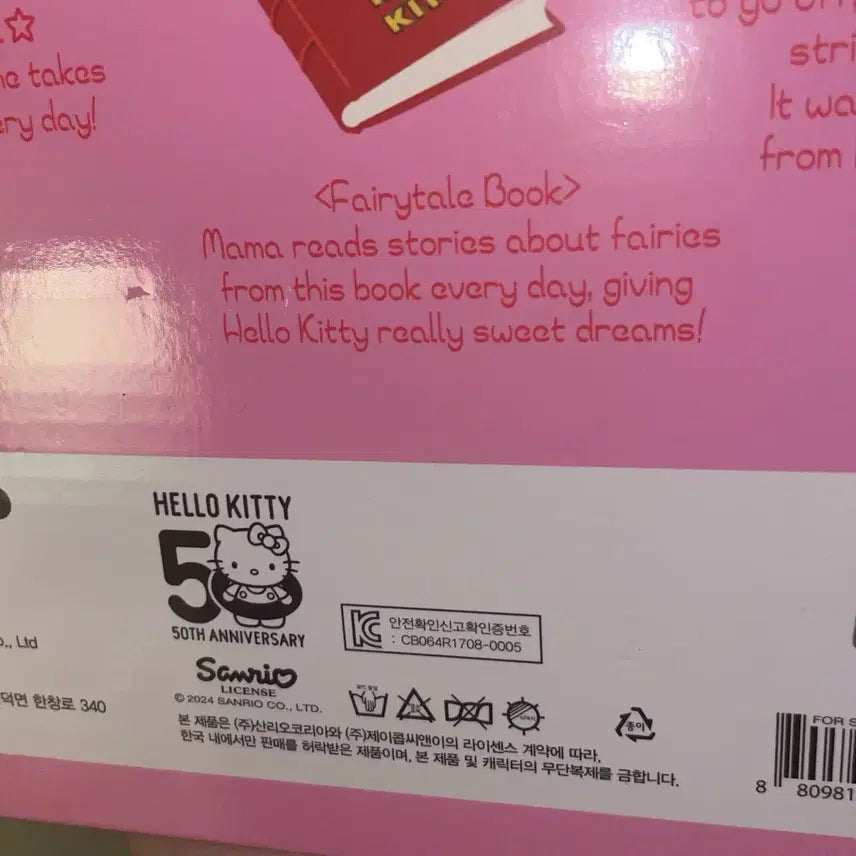 KITTY
takes
ery day!
to go
stri
It wa
from
<Fairytale Book>
Mama reads stories about fairies
from this book every day, giving
Hello Kitty really sweet dreams!
HELLO KITTY
50
50TH ANNIVERSARY
Sanrio
LICENSE
© 2024 SANRIO CO., LTD.
KC 안전확인신고확인증번호
: CB064R1708-0005
o., Ltd
덕면 한창로 340
종이
본 제품은 (주)산리오코리아와 (주)제이콥씨앤이의 라이센스 계약에 따라,
한국 내에서만 판매를 허락받은 제품이며, 본 제품 및 캐릭터의 무단복제를 금합니다.
FOR S
8 80981